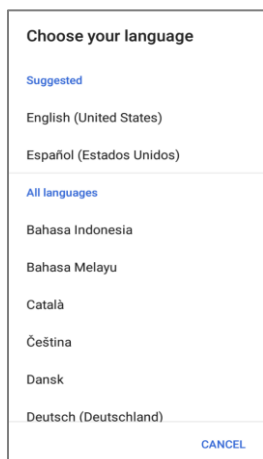 Choose your language
Suggested
English (United States)
Español (Estados Unidos)
All languages
Bahasa Indonesia
Bahasa Melayu
Català
Čeština
Dansk
Deutsch (Deutschland)
CANCEL